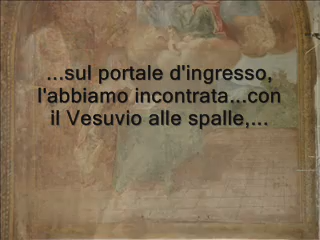 ...sul portale d'ingresso,
l'abbiamo incontrata...con
il Vesuvio alle spalle,...